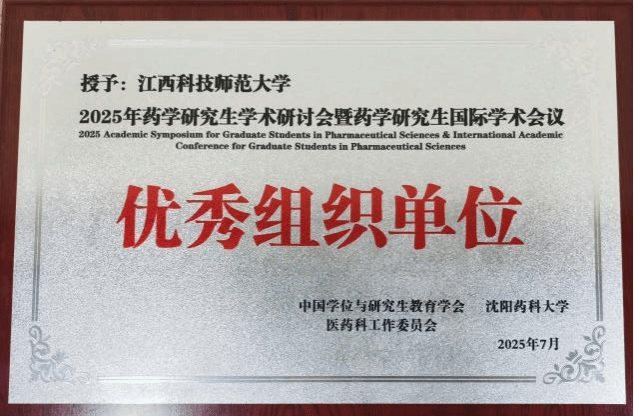 授予：江西科技师范大学
2025年药学研究生学术研讨会暨药学研究生国际学术会议
2025 Academic Symposium for Graduate Students in Pharmaceutical Sciences & International Academic
Conference for Graduate Students in Pharmaceutical Sciences
优秀组织单位
中国学位与研究生教育学会 沈阳药科大学
医药科工作委员会
2025年7月